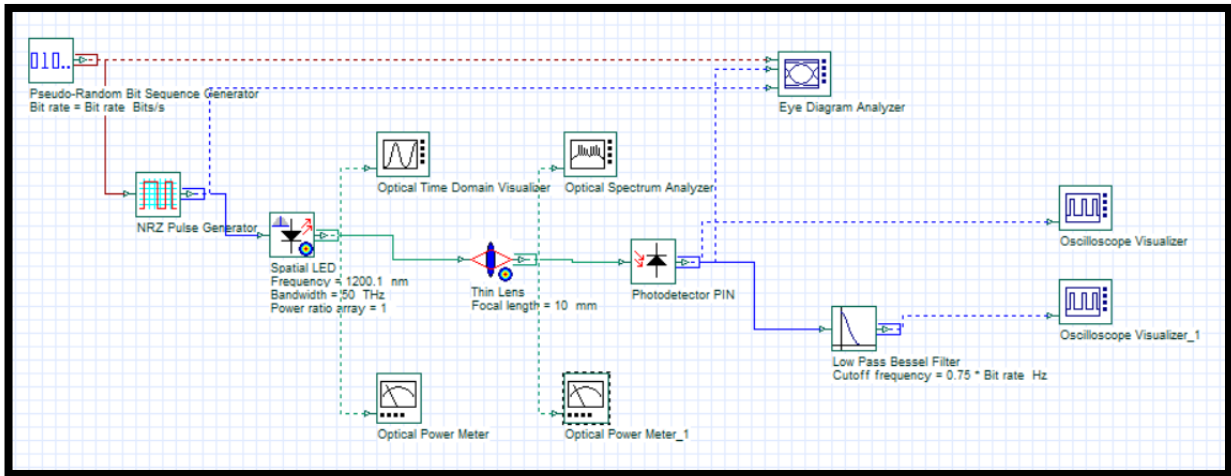 010..
Pseudo-Random Bit Sequence Generator
Bit rate = Bit rate Bits/s
Eye Diagram Analyzer
Optical Time Domain Visualizer
Optical Spectrum Analyzer
NRZ Pulse Generator
Oscilloscope Visualizer
Spatial LED
Frequency = 1200.1 nm
Bandwidth = 50 THz
Power ratio array = 1
Thin Lens
Focal length = 10 mm
Photodetector PIN
Oscilloscope Visualizer_1
Low Pass Bessel Filter
Cutoff frequency = 0.75 * Bit rate Hz
Optical Power Meter
Optical Power Meter_1